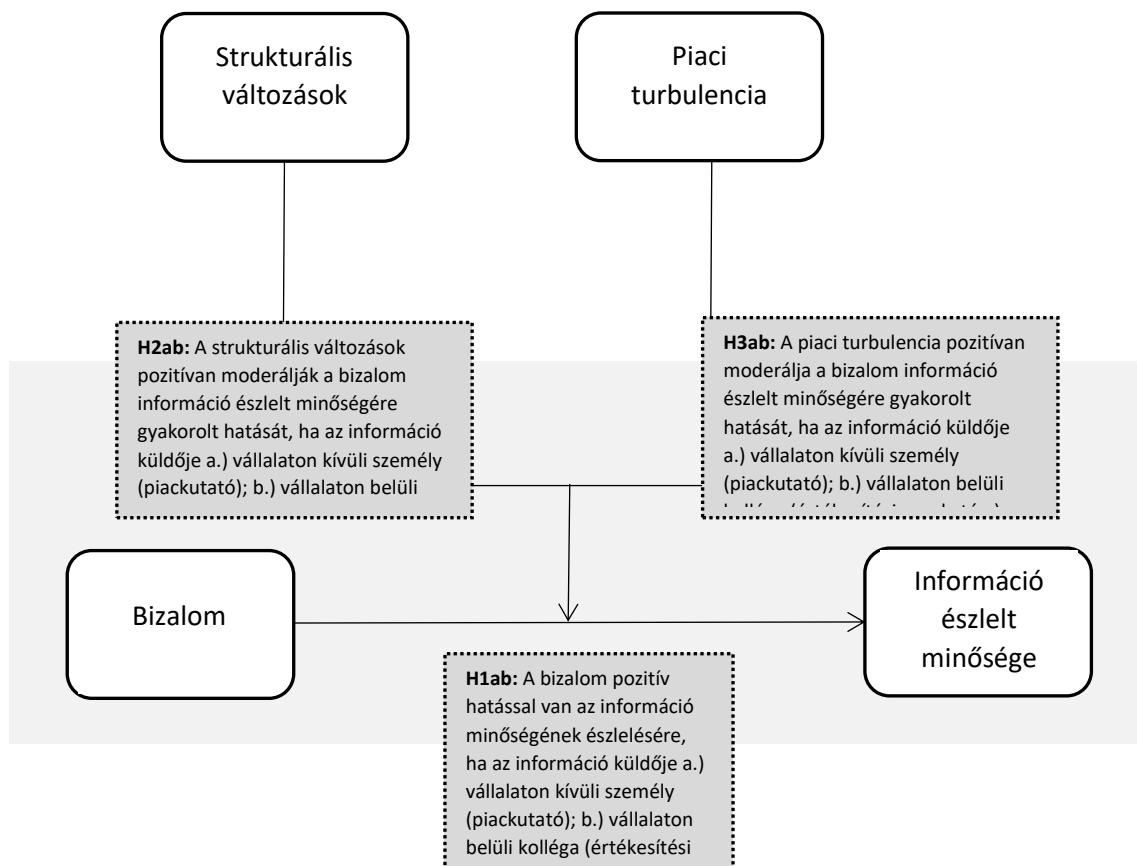 Strukturális
változások
Piaci
turbulencia
H2ab: A strukturális változások
pozitívan moderálják a bizalom
információ észlelt minőségére
gyakorolt hatását, ha az információ
küldője a.) vállalaton kívüli személy
(piackutató); b.) vállalaton belüli
H3ab: A piaci turbulencia pozitívan
moderálja a bizalom információ
észlelt minőségére gyakorolt
hatását, ha az információ küldője
a.) vállalaton kívüli személy
(piackutató); b.) vállalaton belüli
Bizalom
Információ
észlelt
minősége
H1ab: A bizalom pozitív
hatással van az információ
minőségének észlelésére,
ha az információ küldője a.)
vállalaton kívüli személy
(piackutató); b.) vállalaton
belüli kolléga (értékesítési